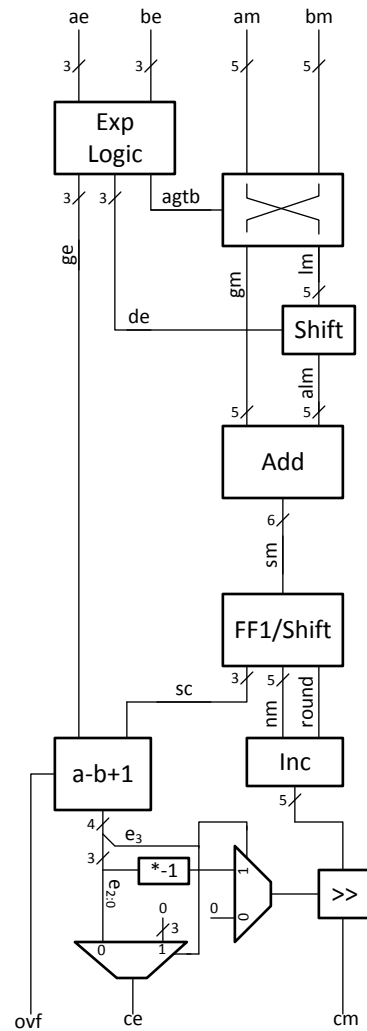 ae be am bm
3 3 5 5
Exp
Logic
3 3 agtb
ge gm lm
5
de Shift
alm
5 5
Add
6
sm
FF1/Shift
3 5
sc nm round
a-b+1 Inc
5
4
e3
3 *-1 1 >>
e2:0 0 0 0
3
0 1
ovf ce cm